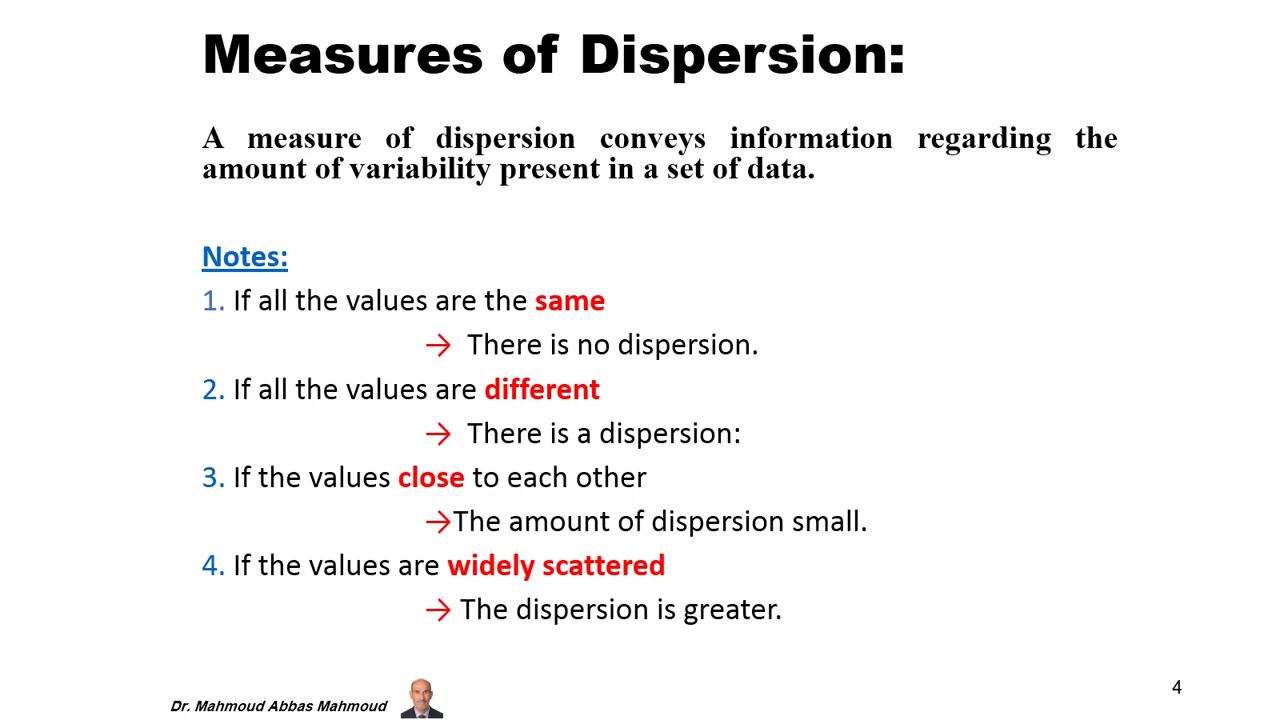 Measures of Dispersion:
A measure of dispersion conveys information regarding the
amount of variability present in a set of data.
Notes:
1. If all the values are the same
→ There is no dispersion.
2. If all the values are different
→ There is a dispersion:
3. If the values close to each other
→The amount of dispersion small.
4. If the values are widely scattered
→ The dispersion is greater.
Dr. Mahmoud Abbas Mahmoud
4